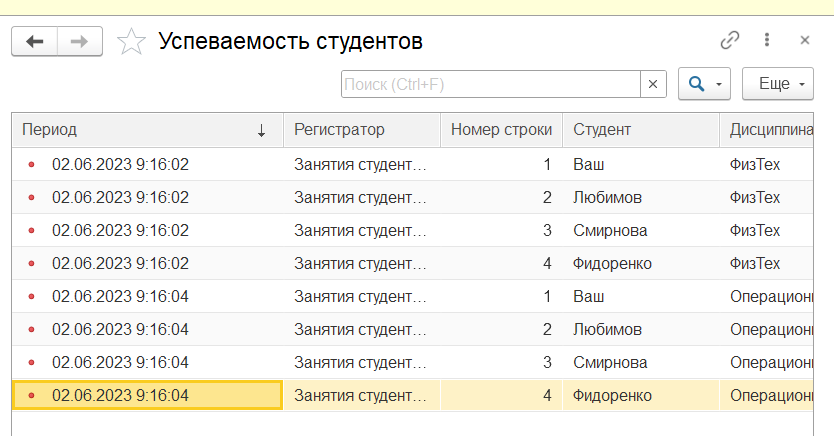 Успеваемость студентов
Поиск (Ctrl+F)
Еще
Период Регистратор Номер строки Студент Дисциплина
02.06.2023 9:16:02 Занятия студент... 1 Ваш ФизТех
02.06.2023 9:16:02 Занятия студент... 2 Любимов ФизТех
02.06.2023 9:16:02 Занятия студент... 3 Смирнова ФизТех
02.06.2023 9:16:02 Занятия студент... 4 Фидоренко ФизТех
02.06.2023 9:16:04 Занятия студент... 1 Ваш Операционн
02.06.2023 9:16:04 Занятия студент... 2 Любимов Операционн
02.06.2023 9:16:04 Занятия студент... 3 Смирнова Операционн
02.06.2023 9:16:04 Занятия студент... 4 Фидоренко Операционн